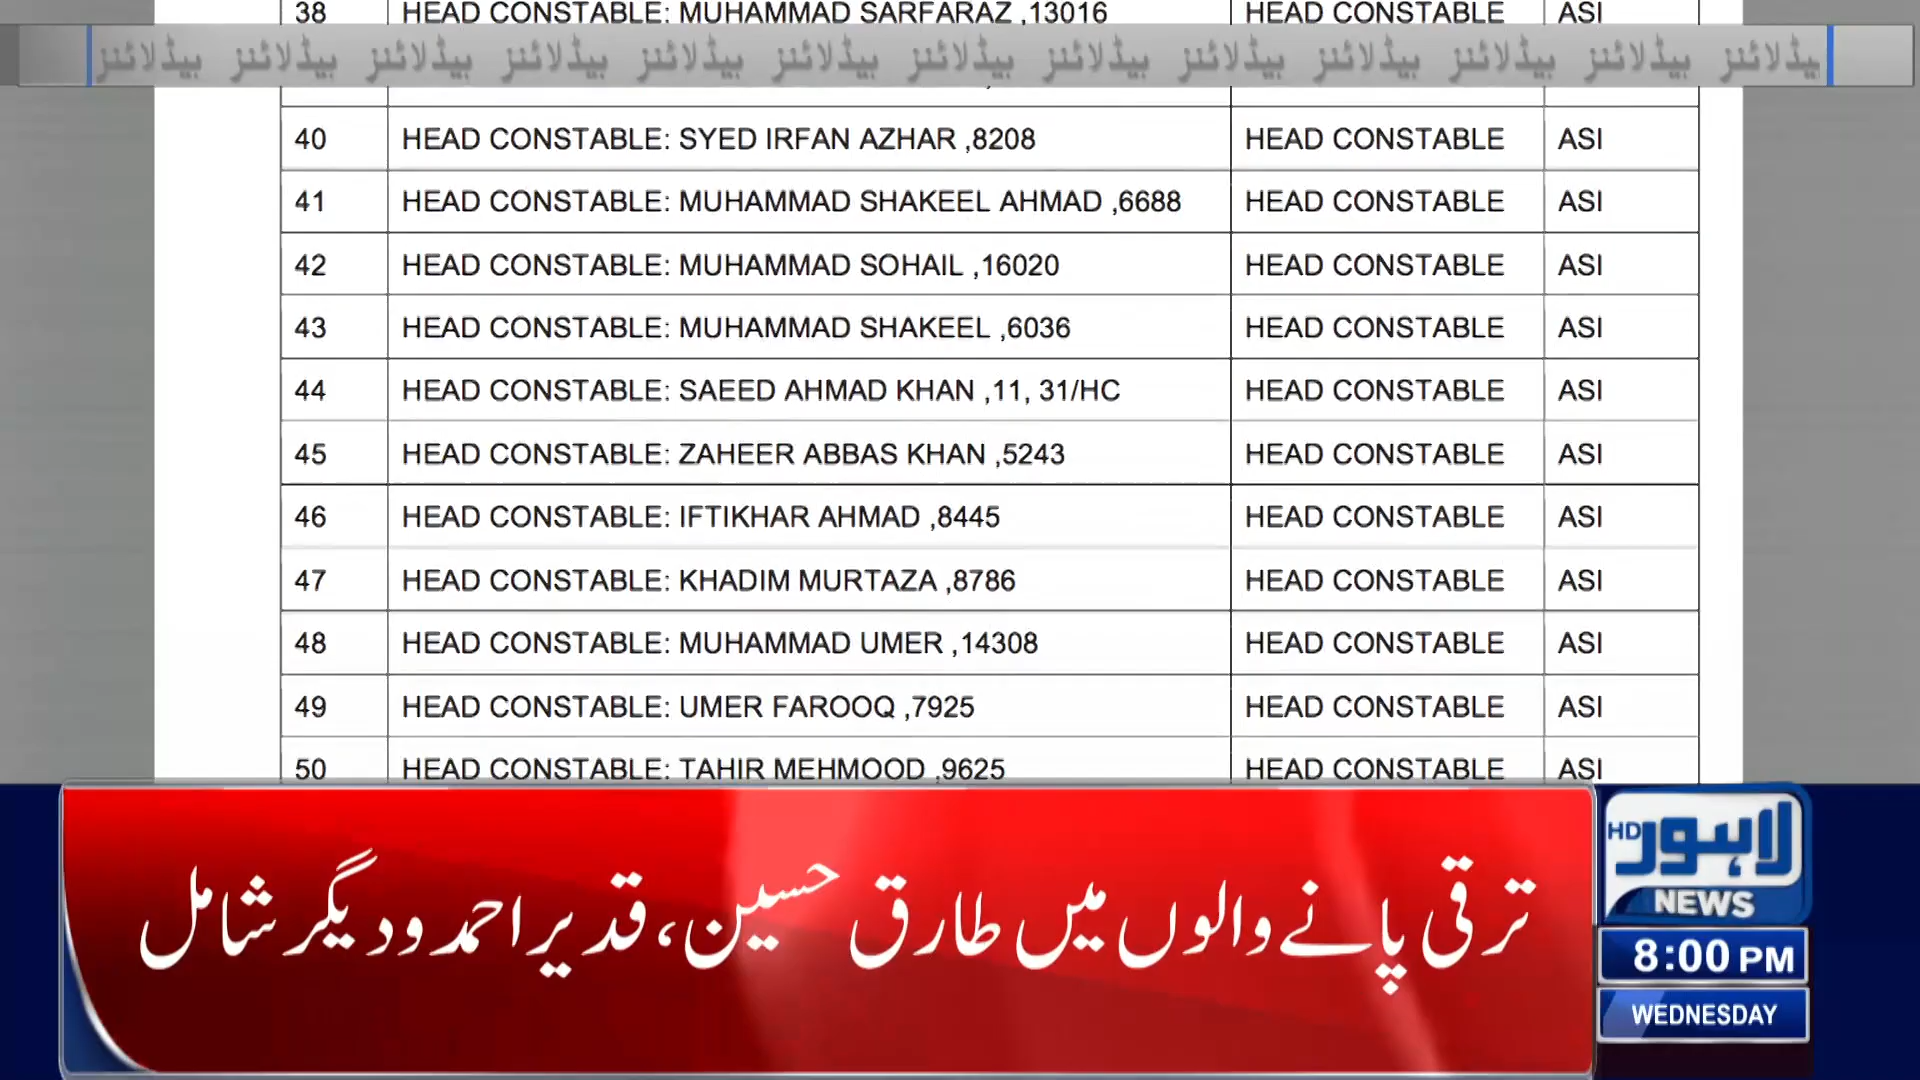 38 HEAD CONSTABLE: MUHAMMAD SARFARAZ ,13016 HEAD CONSTABLE ASI
ہیڈلائنز ہیڈلائنز ہیڈلائنز ہیڈلائنز ہیڈلائنز ہیڈلائنز ہیڈلائنز ہیڈلائنز ہیڈلائنز ہیڈلائنز ہیڈلائنز ہیڈلائنز ہیڈلائنز
40 HEAD CONSTABLE: SYED IRFAN AZHAR ,8208 HEAD CONSTABLE ASI
41 HEAD CONSTABLE: MUHAMMAD SHAKEEL AHMAD ,6688 HEAD CONSTABLE ASI
42 HEAD CONSTABLE: MUHAMMAD SOHAIL ,16020 HEAD CONSTABLE ASI
43 HEAD CONSTABLE: MUHAMMAD SHAKEEL ,6036 HEAD CONSTABLE ASI
44 HEAD CONSTABLE: SAEED AHMAD KHAN ,11, 31/HC HEAD CONSTABLE ASI
45 HEAD CONSTABLE: ZAHEER ABBAS KHAN ,5243 HEAD CONSTABLE ASI
46 HEAD CONSTABLE: IFTIKHAR AHMAD ,8445 HEAD CONSTABLE ASI
47 HEAD CONSTABLE: KHADIM MURTAZA ,8786 HEAD CONSTABLE ASI
48 HEAD CONSTABLE: MUHAMMAD UMER ,14308 HEAD CONSTABLE ASI
49 HEAD CONSTABLE: UMER FAROOQ ,7925 HEAD CONSTABLE ASI
50 HEAD CONSTABLE: TAHIR MEHMOOD ,9625 HEAD CONSTABLE ASI
ترقی پانے والوں میں طارق حسین، قدیر احمد و دیگر شامل
لاہور HD
NEWS
8:00 PM
WEDNESDAY